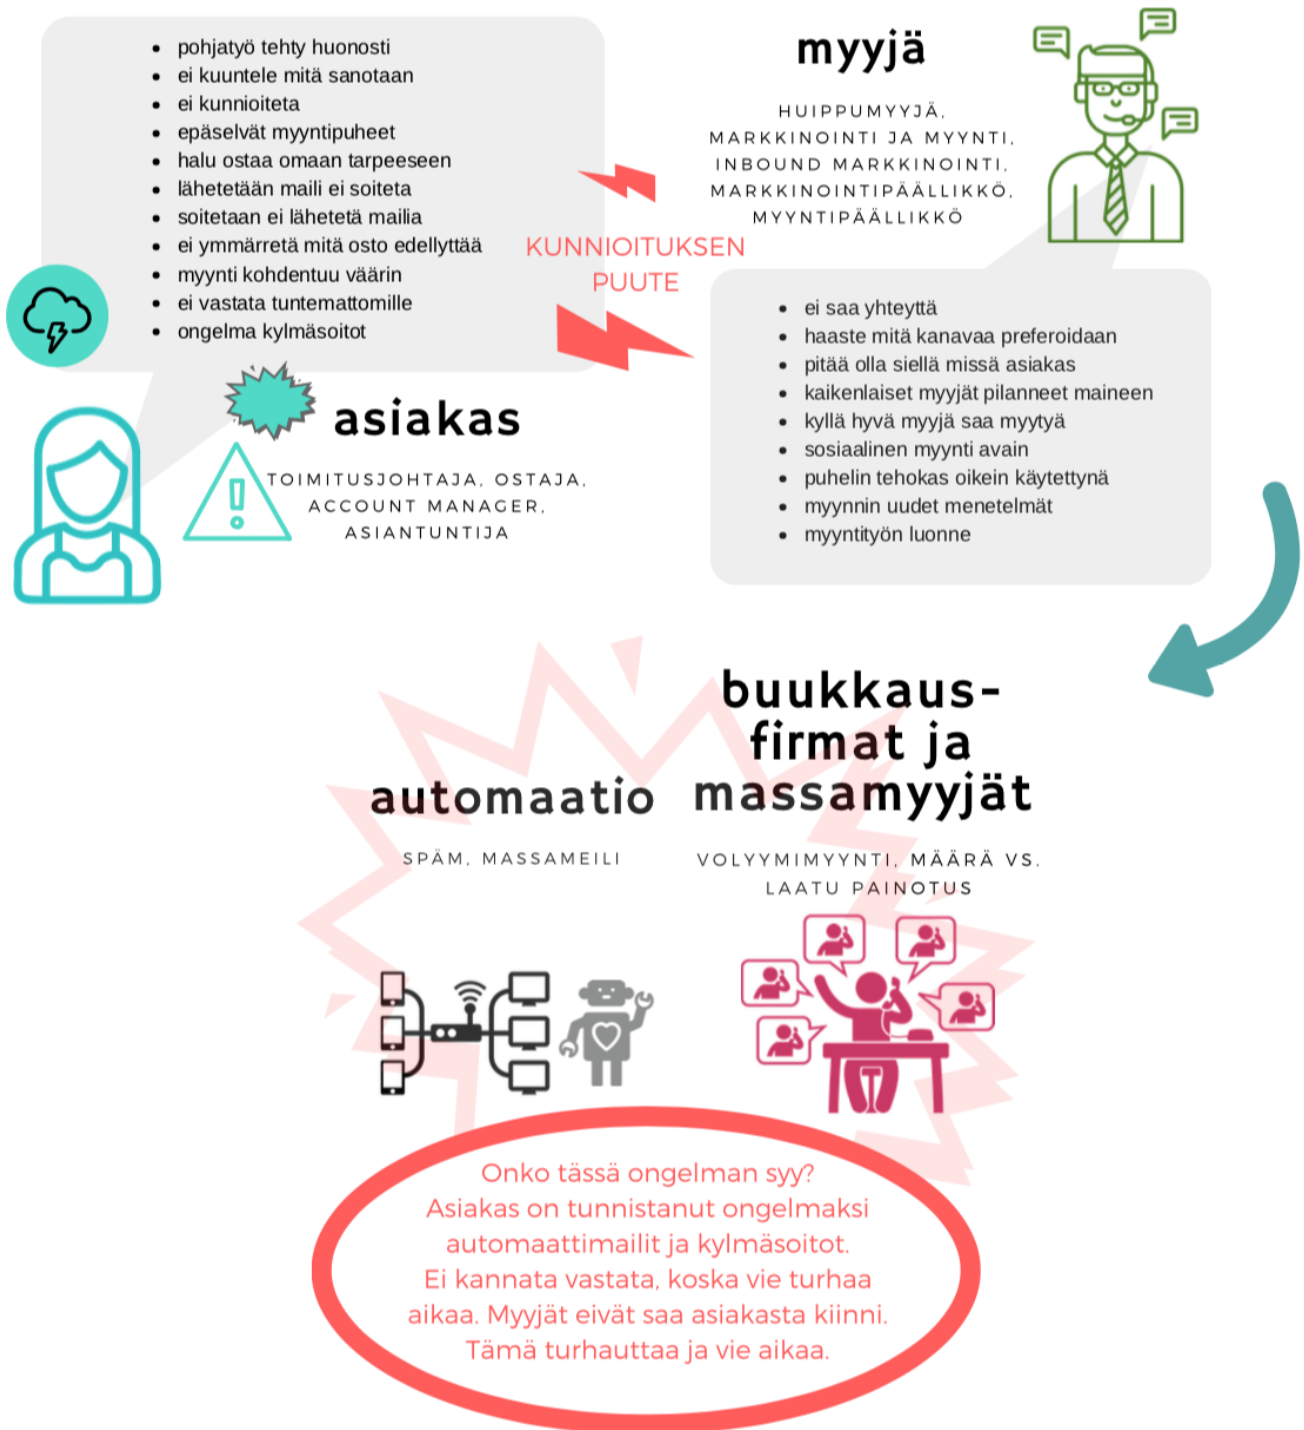 pohjatyö tehty huonosti
ei kuuntele mitä sanotaan
ei kunnioiteta
epäselvät myyntipuheet
halu ostaa omaan tarpeeseen
lähetetään maili ei soiteta
soitetaan ei lähetetä mailia
ei ymmärretä mitä osto edellyttää
myynti kohdentuu väärin
ei vastata tuntemattomille
ongelma kylmäsoitot
myyjä
HUIPPUMYYJÄ,
MARKKINOINTI JA MYYNTI,
INBOUND MARKKINOINTI,
MARKKINOINTIPÄÄLLIKKÖ,
MYYNTIPÄÄLLIKKÖ
KUNNIOITUKSEN
PUUTE
ei saa yhteyttä
haaste mitä kanavaa preferoidaan
pitää olla siellä missä asiakas
kaikenlaiset myyjät pilanneet maineen
kyllä hyvä myyjä saa myytyä
sosiaalinen myynti avain
puhelin tehokas oikein käytettynä
myynnin uudet menetelmät
myyntityön luonne
asiakas
TOIMITUSJOHTAJA, OSTAJA,
ACCOUNT MANAGER,
ASIANTUNTIJA
automaatio
SPÄM, MASSAMEILI
buukkaus-
firmat ja
massamyyjät
VOLYYMIMYYNTI, MÄÄRÄ VS.
LAATU PAINOTUS
Onko tässä ongelman syy?
Asiakas on tunnistanut ongelmaksi
automaattimailit ja kylmäsoitot.
Ei kannata vastata, koska vie turhaa
aikaa. Myyjät eivät saa asiakasta kiinni.
Tämä turhauttaa ja vie aikaa.